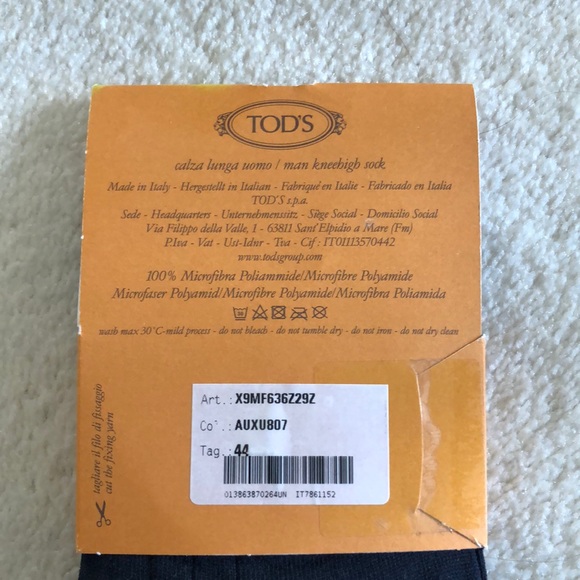 TOD'S
calza lunga uomo / man kneehigh sock
Made in Italy - Hergestellt in Italien - Fabriqué en Italie - Fabricado en Italia
TOD'S s.p.a.
Sede - Headquarters - Unternehmenssitz - Siège Social - Domicilio Social
Via Filippo della Valle, 1 - 63811 Sant'Elpidio a Mare (Fm)
P.Iva - Vat - Ust-Idnr - Tva - Cif : IT01113570442
www.todsgroup.com
100% Microfibra Poliammide/Microfibre Polyamide
Microfaser Polyamid/Microfibre Polyamide/Microfibra Poliamida
wash max 30°C-mild process - do not bleach - do not tumble dry - do not iron - do not dry clean
tagliare il filo di fissaggio
cut the fixing yarn
Art.: X9MF636Z29Z
Co .: AUXU807
Tag.: 44
013863870264UN IT7861152